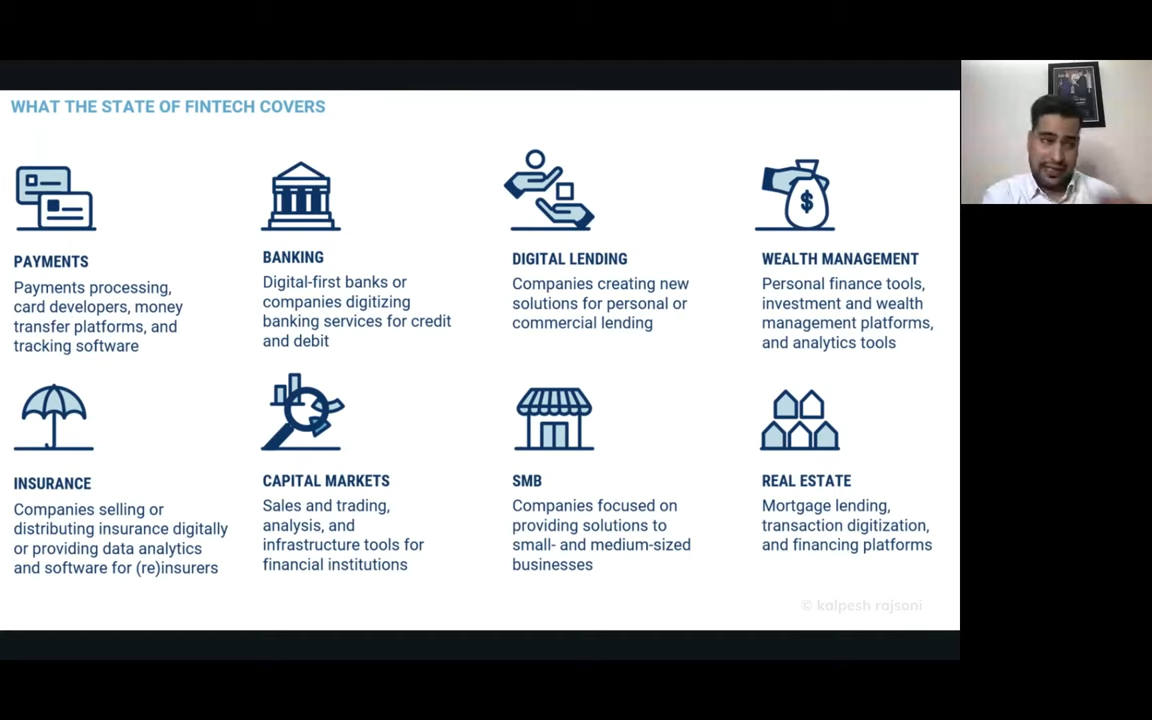 WHAT THE STATE OF FINTECH COVERS
PAYMENTS
Payments processing,
card developers, money
transfer platforms, and
tracking software
BANKING
Digital-first banks or
companies digitizing
banking services for credit
and debit
DIGITAL LENDING
Companies creating new
solutions for personal or
commercial lending
$
WEALTH MANAGEMENT
Personal finance tools,
investment and wealth
management platforms,
and analytics tools
INSURANCE
Companies selling or
distributing insurance digitally
or providing data analytics
and software for (re)insurers
CAPITAL MARKETS
Sales and trading,
analysis, and
infrastructure tools for
financial institutions
SMB
Companies focused on
providing solutions to
small- and medium-sized
businesses
REAL ESTATE
Mortgage lending,
transaction digitization,
and financing platforms
© kalpesh rajsoni